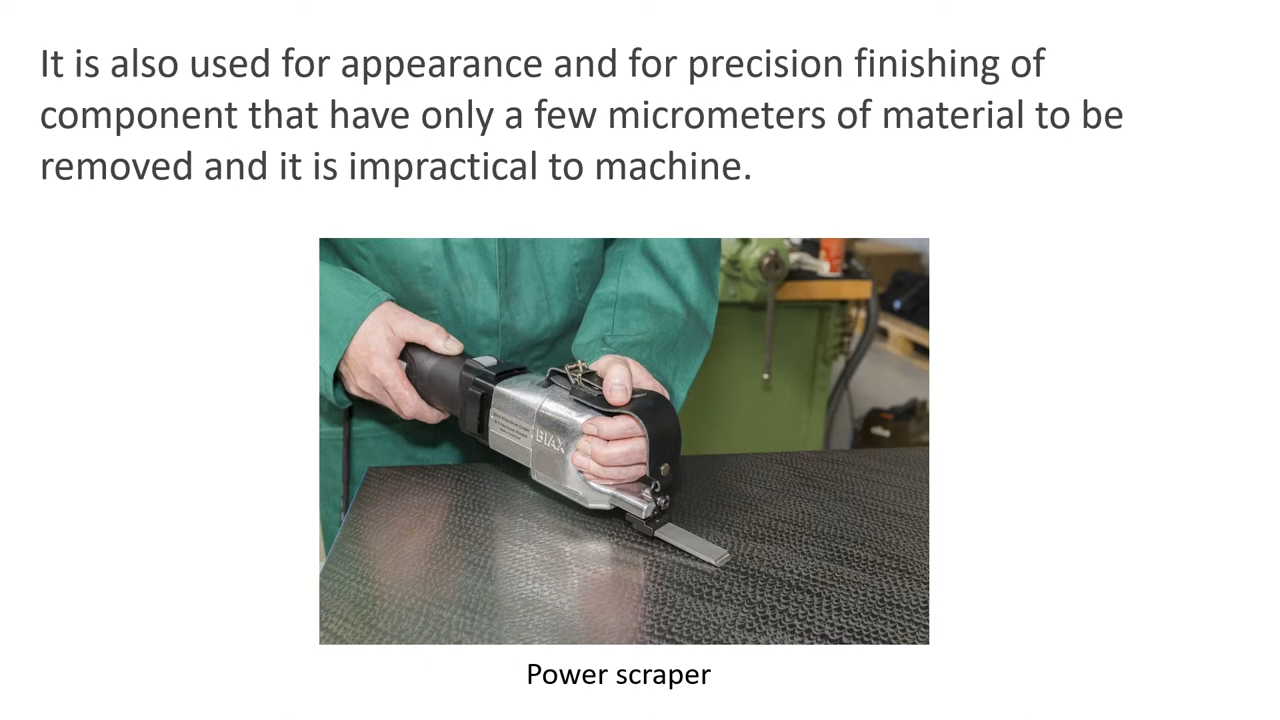 It is also used for appearance and for precision finishing of
component that have only a few micrometers of material to be
removed and it is impractical to machine.
BIAX
Power scraper